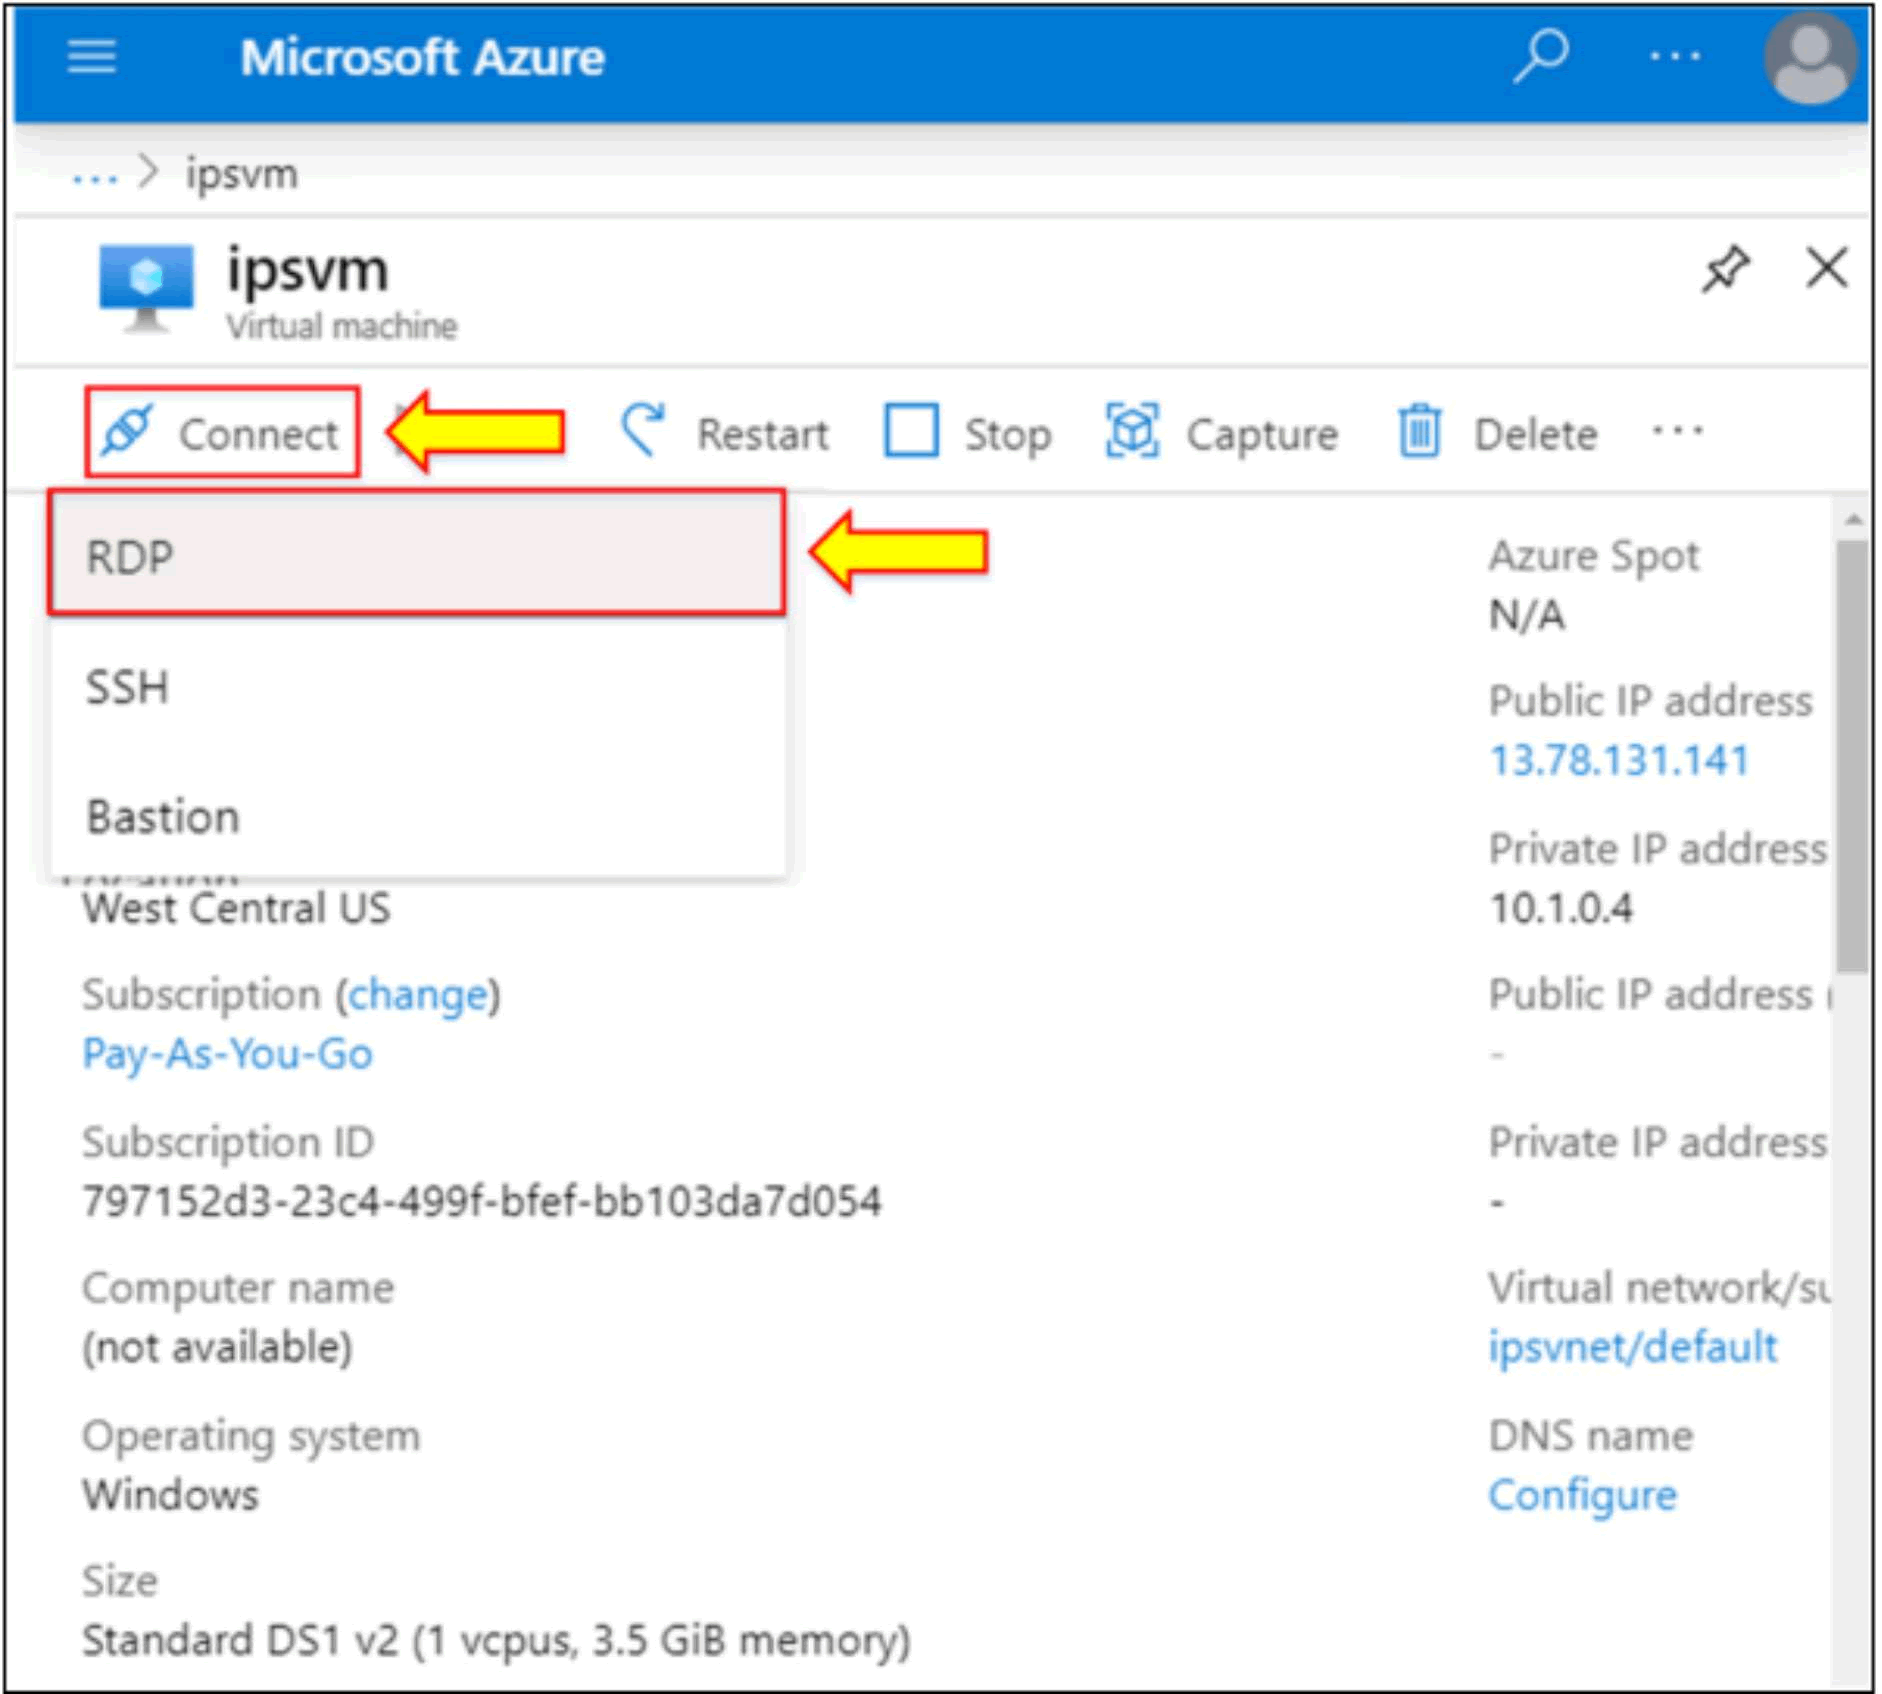 Microsoft Azure
... > ipsvm
ipsvm
Virtual machine
Connect Restart Stop Capture Delete ...
RDP
SSH
Bastion
Location
West Central US
Subscription (change)
Pay-As-You-Go
Subscription ID
797152d3-23c4-499f-bfef-bb103da7d054
Computer name
(not available)
Operating system
Windows
Size
Standard DS1 v2 (1 vcpus, 3.5 GiB memory)
Azure Spot
N/A
Public IP address
13.78.131.141
Private IP address
10.1.0.4
Public IP address
-
Private IP address
-
Virtual network/su
ipsvnet/default
DNS name
Configure